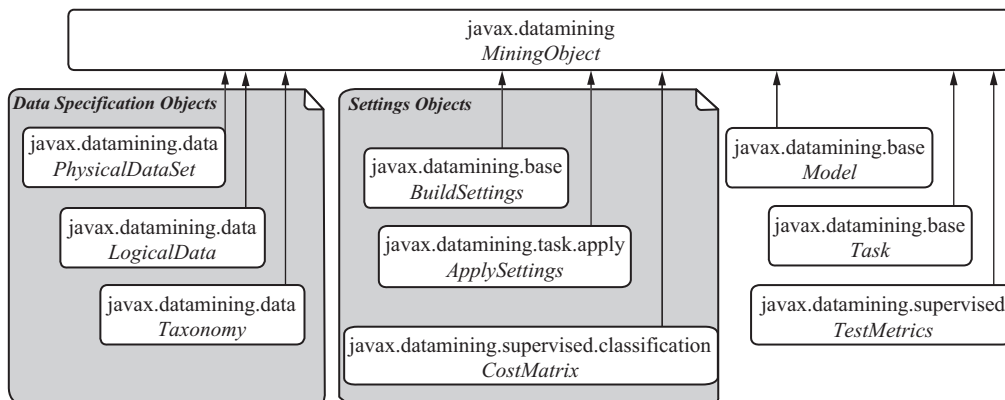 javax.datamining
MiningObject
Data Specification Objects
javax.datamining.data
PhysicalDataSet
javax.datamining.data
LogicalData
javax.datamining.data
Taxonomy
Settings Objects
javax.datamining.base
BuildSettings
javax.datamining.task.apply
ApplySettings
javax.datamining.supervised.classification
CostMatrix
javax.datamining.base
Model
javax.datamining.base
Task
javax.datamining.supervised
TestMetrics